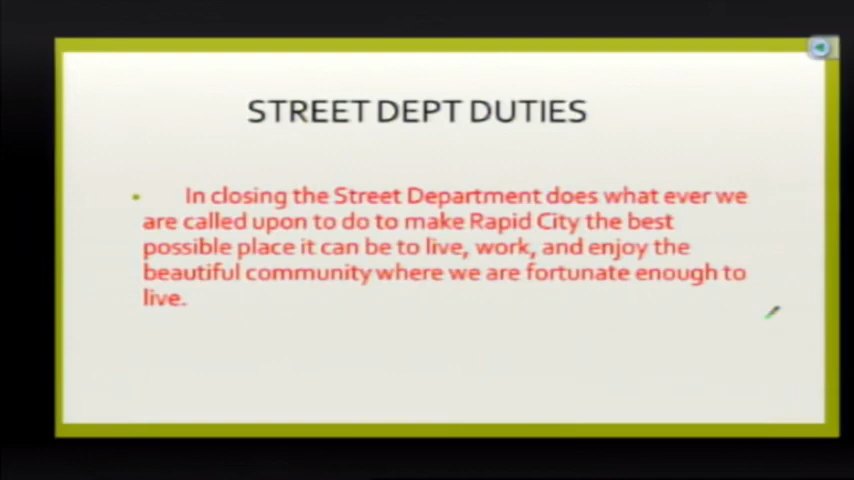 STREET DEPT DUTIES
• In closing the Street Department does what ever we
are called upon to do to make Rapid City the best
possible place it can be to live, work, and enjoy the
beautiful community where we are fortunate enough to
live.